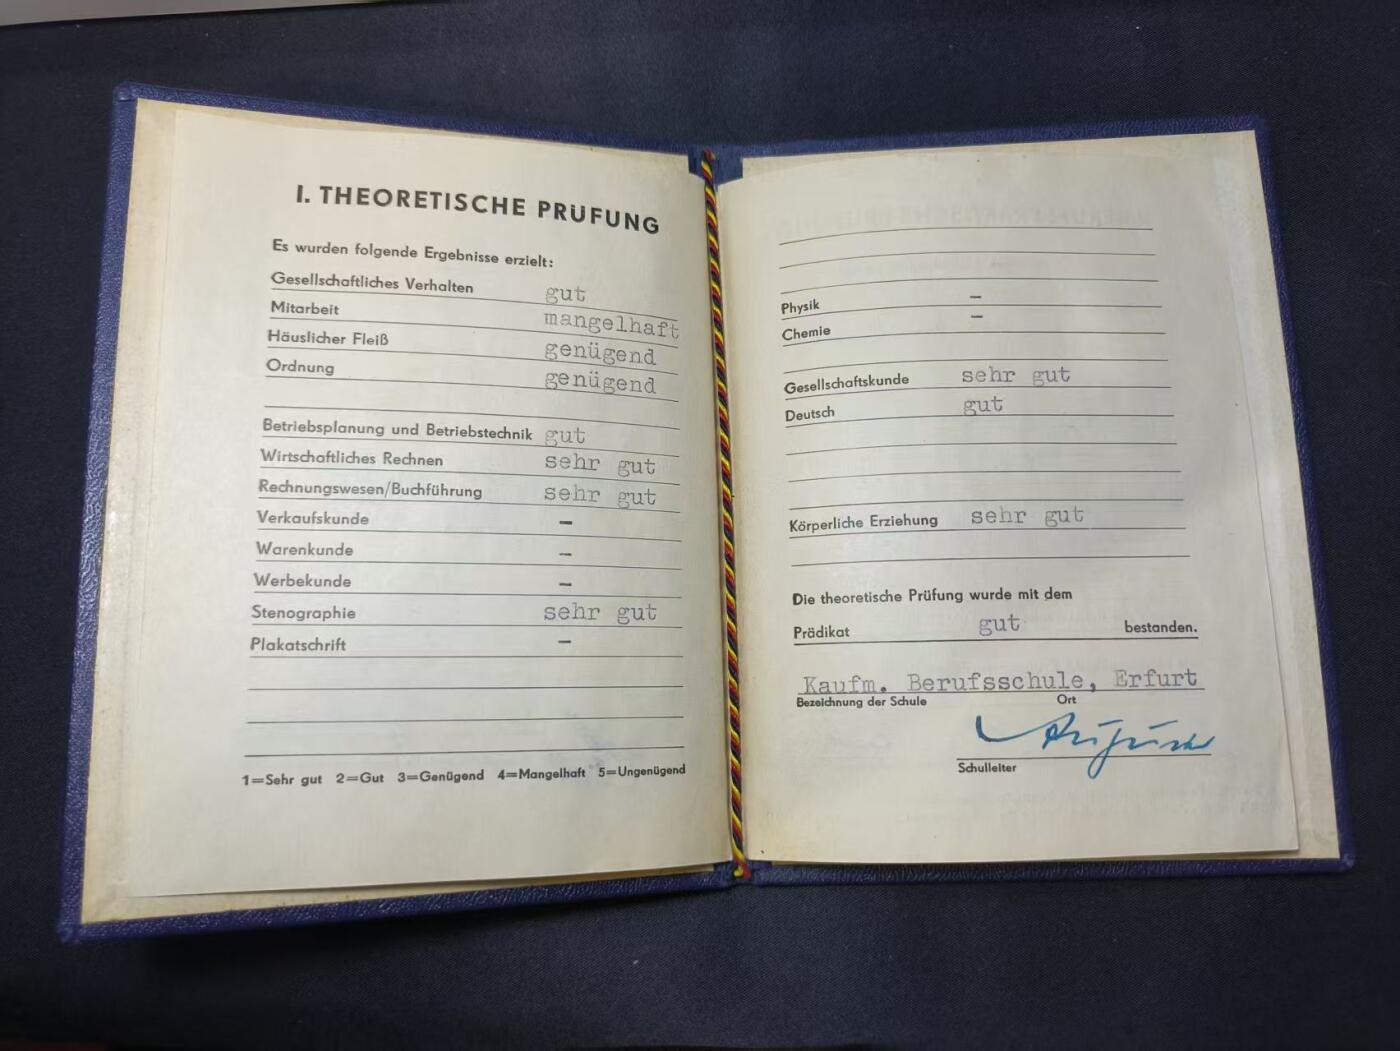 I. THEORETISCHE PRÜFUNG
Es wurden folgende Ergebnisse erzielt:
Gesellschaftliches Verhalten gut
Mitarbeit mangelhaft
Häuslicher Fleiß genügend
Ordnung genügend
Betriebsplanung und Betriebstechnik gut
Wirtschaftliches Rechnen sehr gut
Rechnungswesen/Buchführung sehr gut
Verkaufskunde –
Warenkunde –
Werbekunde –
Stenographie sehr gut
Plakatschrift –
1=Sehr gut 2=Gut 3=Genügend 4=Mangelhaft 5=Ungenügend
Physik –
Chemie –
Gesellschaftskunde sehr gut
Deutsch gut
Körperliche Erziehung sehr gut
Die theoretische Prüfung wurde mit dem
Prädikat gut bestanden.
Kaufm. Berufsschule, Erfurt
Bezeichnung der Schule Ort
Schulleiter